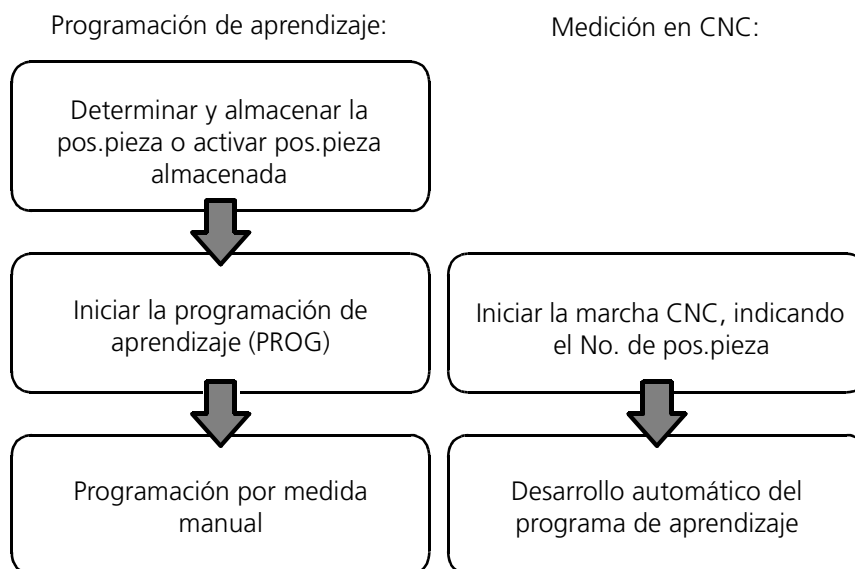 Programación de aprendizaje:
Medición en CNC:
Determinar y almacenar la
pos.pieza o activar pos.pieza
almacenada
Iniciar la programación de
aprendizaje (PROG)
Iniciar la marcha CNC, indicando
el No. de pos.pieza
Programación por medida
manual
Desarrollo automático del
programa de aprendizaje